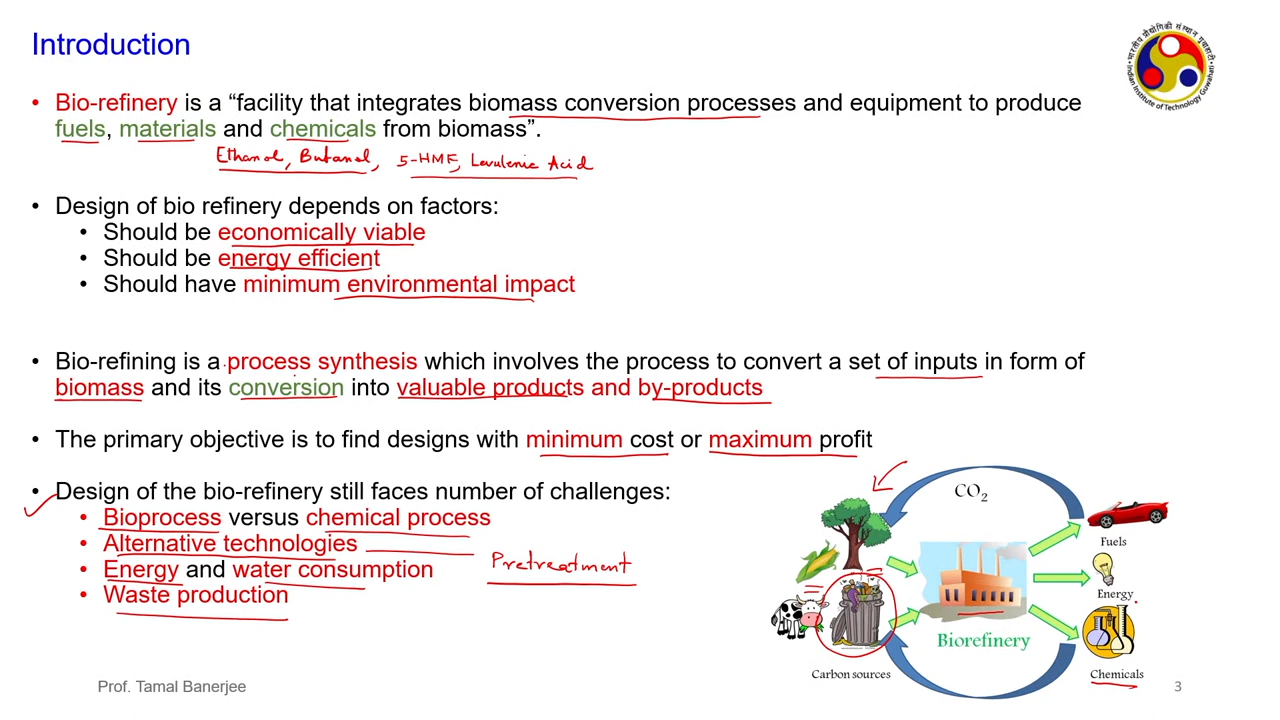 Introduction
• Bio-refinery is a “facility that integrates biomass conversion processes and equipment to produce
fuels, materials and chemicals from biomass”.
Ethanol, Butanol, 5-HMF, Levulenic Acid
• Design of bio refinery depends on factors:
• Should be economically viable
• Should be energy efficient
• Should have minimum environmental impact
• Bio-refining is a process synthesis which involves the process to convert a set of inputs in form of
biomass and its conversion into valuable products and by-products
• The primary objective is to find designs with minimum cost or maximum profit
• Design of the bio-refinery still faces number of challenges:
• Bioprocess versus chemical process
• Alternative technologies
• Energy and water consumption
Pretreatment
• Waste production
CO2
Fuels
Energy
Biorefinery
Carbon sources
Chemicals
Prof. Tamal Banerjee
3
भारतीय प्रौद्योगिकी संस्थान गुवाहाटी
Indian Institute of Technology Guwahati